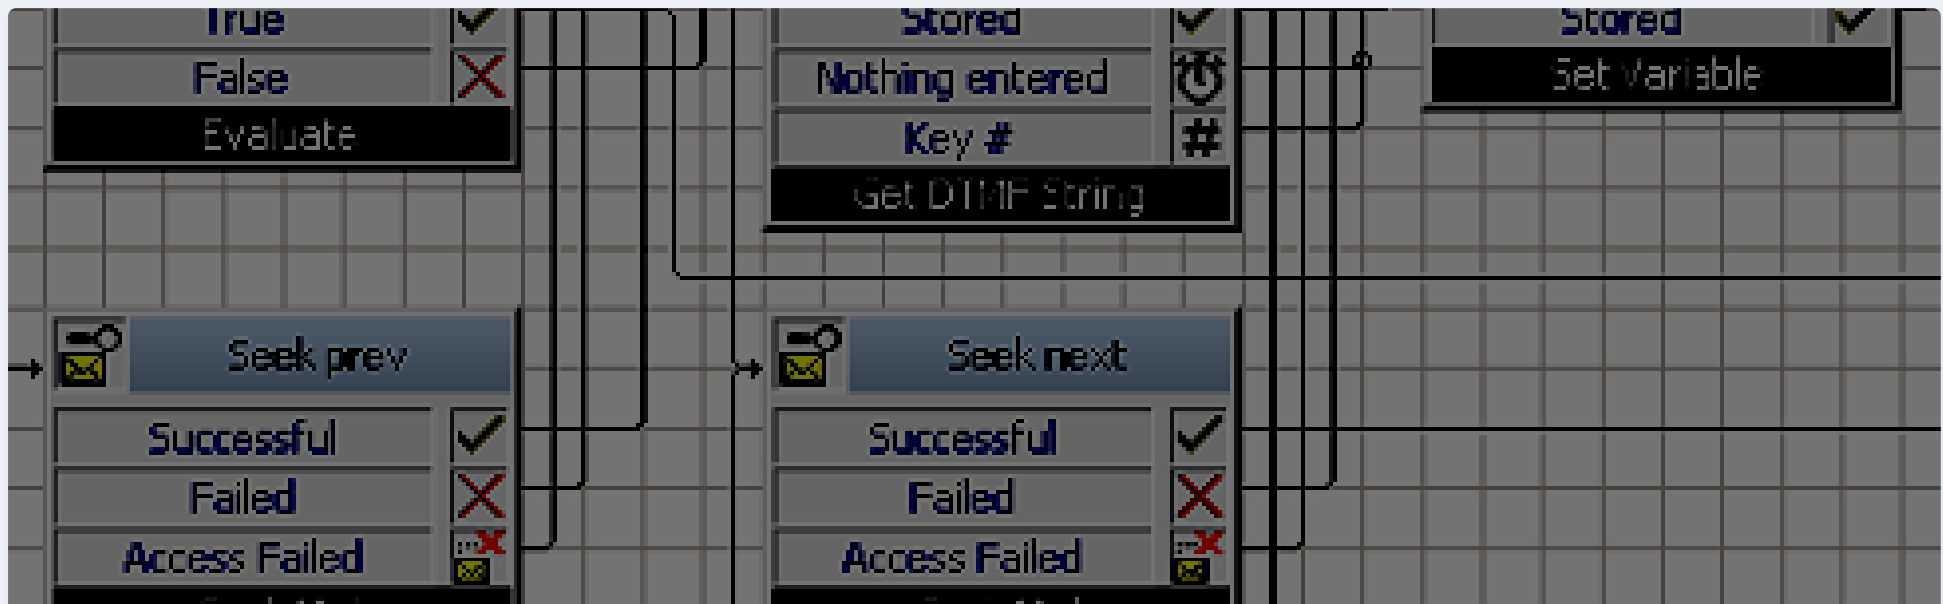 True
False
Evaluate
Stored
Nothing entered
Key #
Get DTMF String
Stored
Set Variable
Seek prev
Successful
Failed
Access Failed
Seek next
Successful
Failed
Access Failed